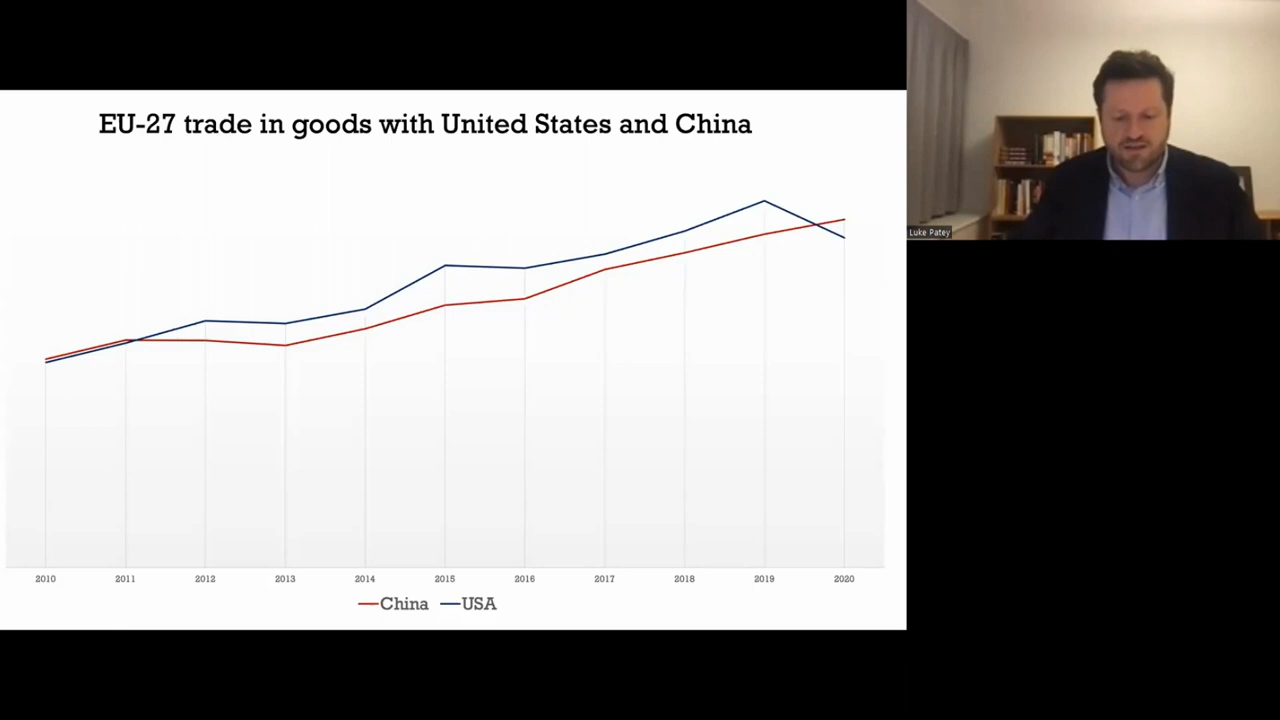 EU-27 trade in goods with United States and China
Luke Patey
2010 2011 2012 2013 2014 2015 2016 2017 2018 2019 2020
China USA